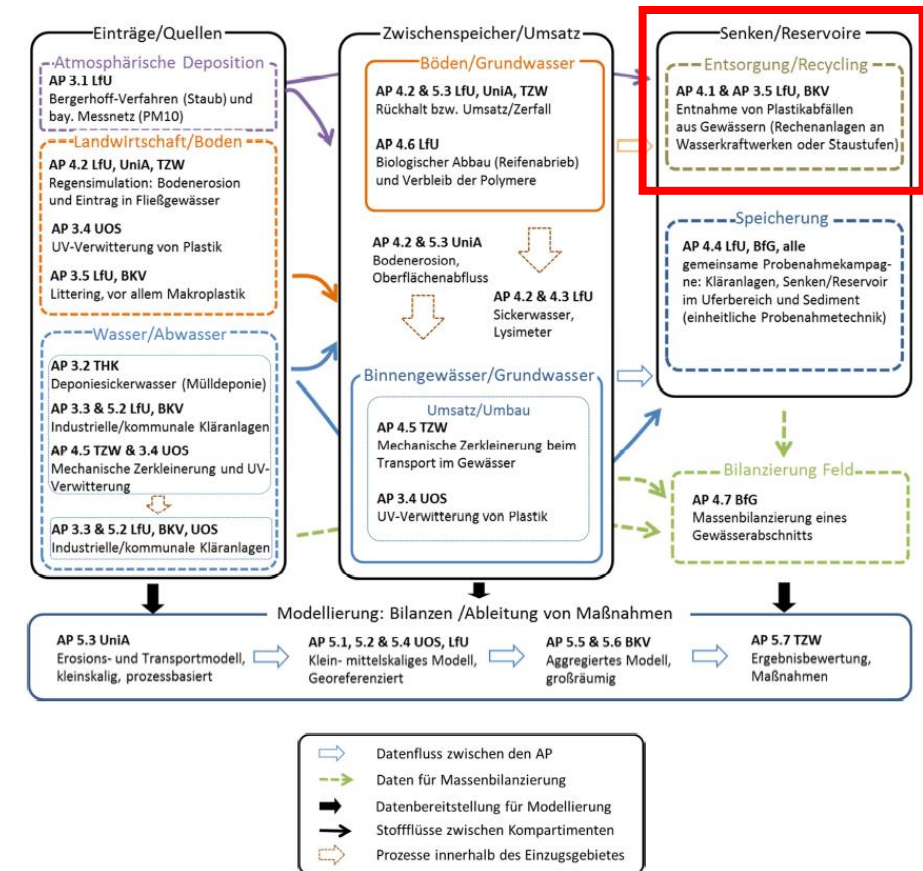 Einträge/Quellen
Atmosphärische Deposition
AP 3.1 LfU
Bergerhoff-Verfahren (Staub) und
bay. Messnetz (PM10)
Landwirtschaft/Boden
AP 4.2 LfU, UniA, TZW
Regensimulation: Bodenerosion
und Eintrag in Fließgewässer
AP 3.4 UOS
UV-Verwitterung von Plastik
AP 3.5 LfU, BKV
Littering, vor allem Makroplastik
Wasser/Abwasser
AP 3.2 THK
Deponiesickerwasser (Mülldeponie)
AP 3.3 & 5.2 LfU, BKV
Industrielle/kommunale Kläranlagen
AP 4.5 TZW & 3.4 UOS
Mechanische Zerkleinerung und UV-
Verwitterung
AP 3.3 & 5.2 LfU, BKV, UOS
Industrielle/kommunale Kläranlagen
Zwischenspeicher/Umsatz
Böden/Grundwasser
AP 4.2 & 5.3 LfU, UniA, TZW
Rückhalt bzw. Umsatz/Zerfall
AP 4.6 LfU
Biologischer Abbau (Reifenabrieb)
und Verbleib der Polymere
AP 4.2 & 5.3 UniA
Bodenerosion,
Oberflächenabfluss
AP 4.2 & 4.3 LfU
Sickerwasser,
Lysimeter
Binnengewässer/Grundwasser
Umsatz/Umbau
AP 4.5 TZW
Mechanische Zerkleinerung beim
Transport im Gewässer
AP 3.4 UOS
UV-Verwitterung von Plastik
Senken/Reservoire
Entsorgung/Recycling
AP 4.1 & AP 3.5 LfU, BKV
Entnahme von Plastikabfällen
aus Gewässern (Rechenanlagen an
Wasserkraftwerken oder Staustufen)
Speicherung
AP 4.4 LfU, BfG, alle
gemeinsame Probenahmekampag-
ne: Kläranlagen, Senken/Reservoir
im Uferbereich und Sediment
(einheitliche Probenahmetechnik)
Bilanzierung Feld
AP 4.7 BfG
Massenbilanzierung eines
Gewässerabschnitts
Modellierung: Bilanzen /Ableitung von Maßnahmen
AP 5.3 UniA
Erosions- und Transportmodell,
kleinskalig, prozessbasiert
AP 5.1, 5.2 & 5.4 UOS, LfU
Klein- mittelskaliges Modell,
Georeferenziert
AP 5.5 & 5.6 BKV
Aggregiertes Modell,
großräumig
AP 5.7 TZW
Ergebnisbewertung,
Maßnahmen
Datenfluss zwischen den AP
Daten für Massenbilanzierung
Datenbereitstellung für Modellierung
Stoffflüsse zwischen Kompartimenten
Prozesse innerhalb des Einzugsgebietes